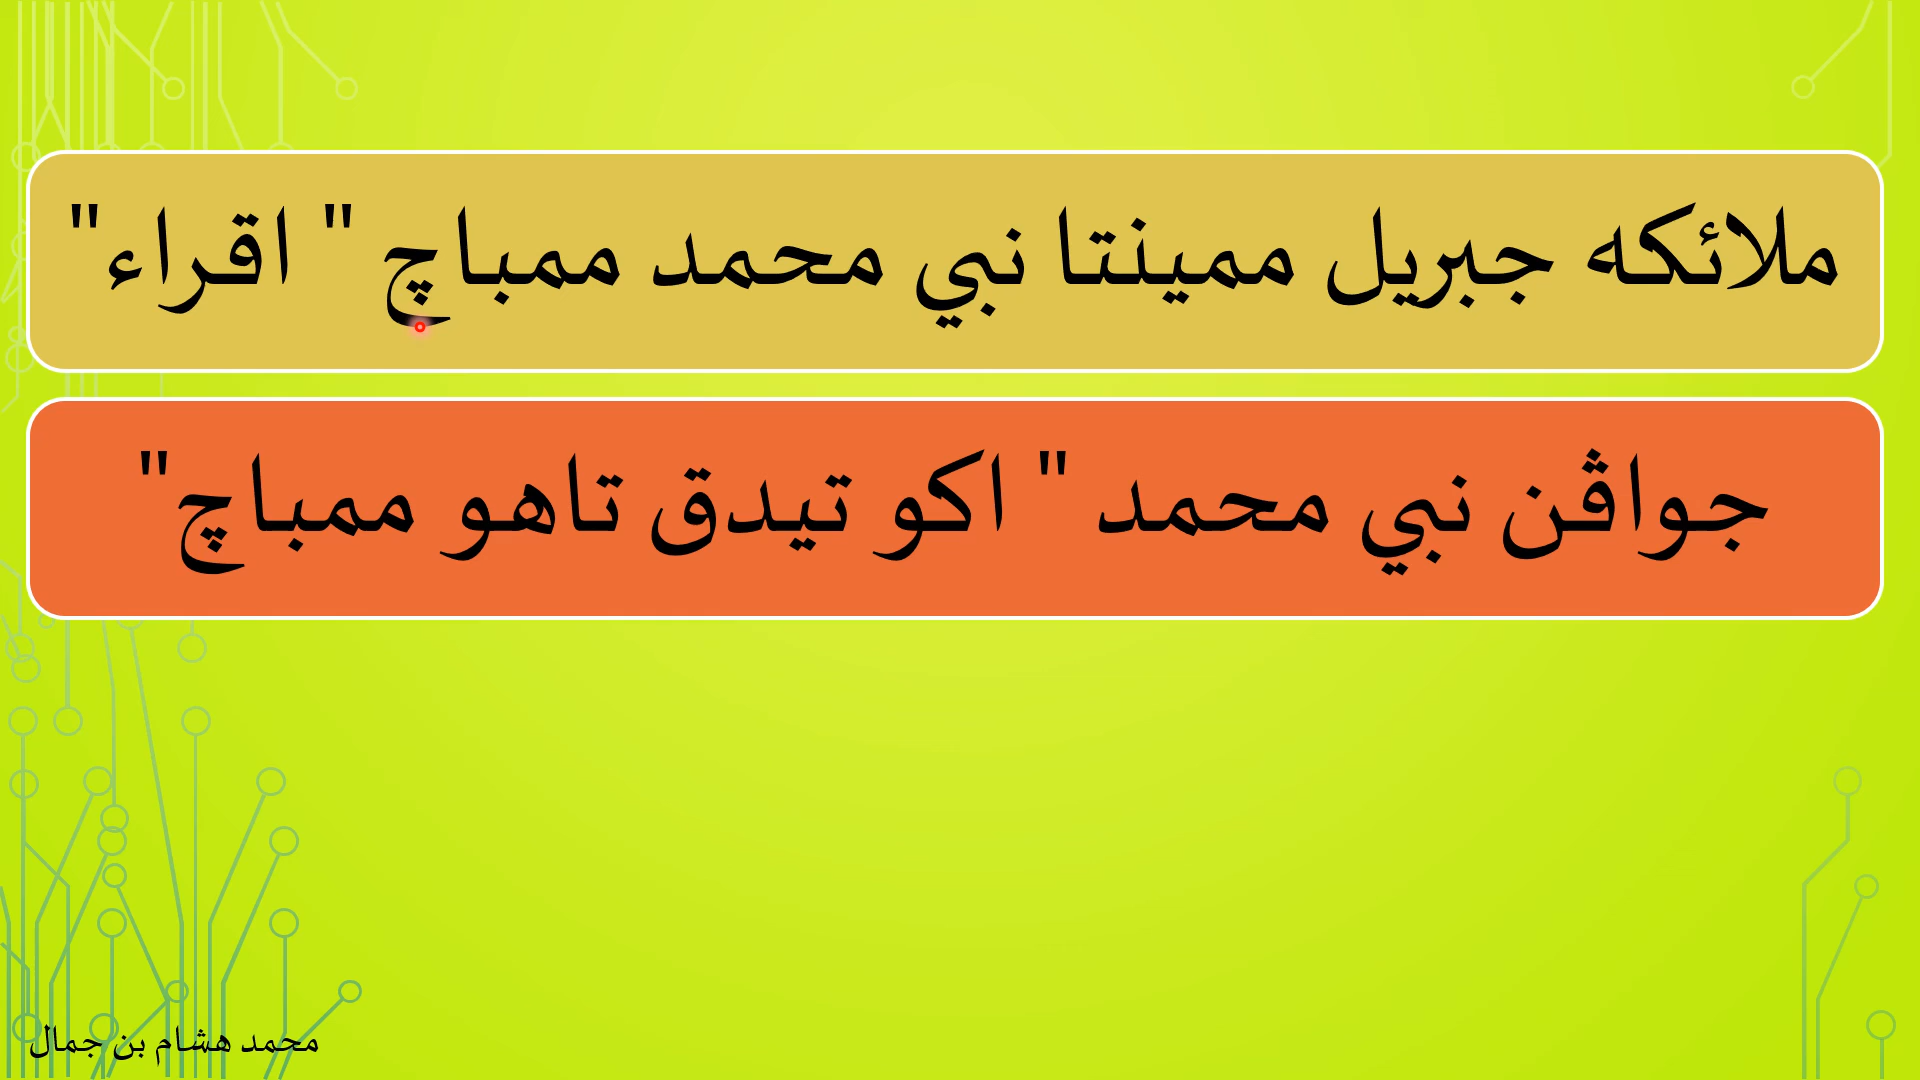 ملائكه جبريل ممينتا نبي محمد ممباچ " اقراء"
جواڤن نبي محمد " اكو تيدق تاهو ممباچ"
محمد هشام بن جمال